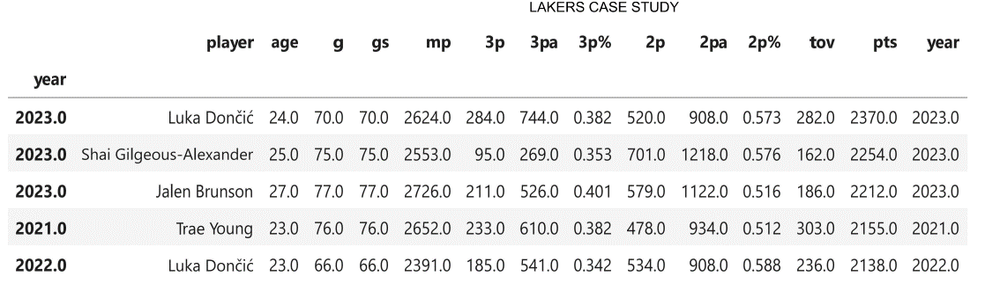 LAKERS CASE STUDY
player age g gs mp 3p 3pa 3p% 2p 2pa 2p% tov pts year
year
2023.0 Luka Dončić 24.0 70.0 70.0 2624.0 284.0 744.0 0.382 520.0 908.0 0.573 282.0 2370.0 2023.0
2023.0 Shai Gilgeous-Alexander 25.0 75.0 75.0 2553.0 95.0 269.0 0.353 701.0 1218.0 0.576 162.0 2254.0 2023.0
2023.0 Jalen Brunson 27.0 77.0 77.0 2726.0 211.0 526.0 0.401 579.0 1122.0 0.516 186.0 2212.0 2023.0
2021.0 Trae Young 23.0 76.0 76.0 2652.0 233.0 610.0 0.382 478.0 934.0 0.512 303.0 2155.0 2021.0
2022.0 Luka Dončić 23.0 66.0 66.0 2391.0 185.0 541.0 0.342 534.0 908.0 0.588 236.0 2138.0 2022.0